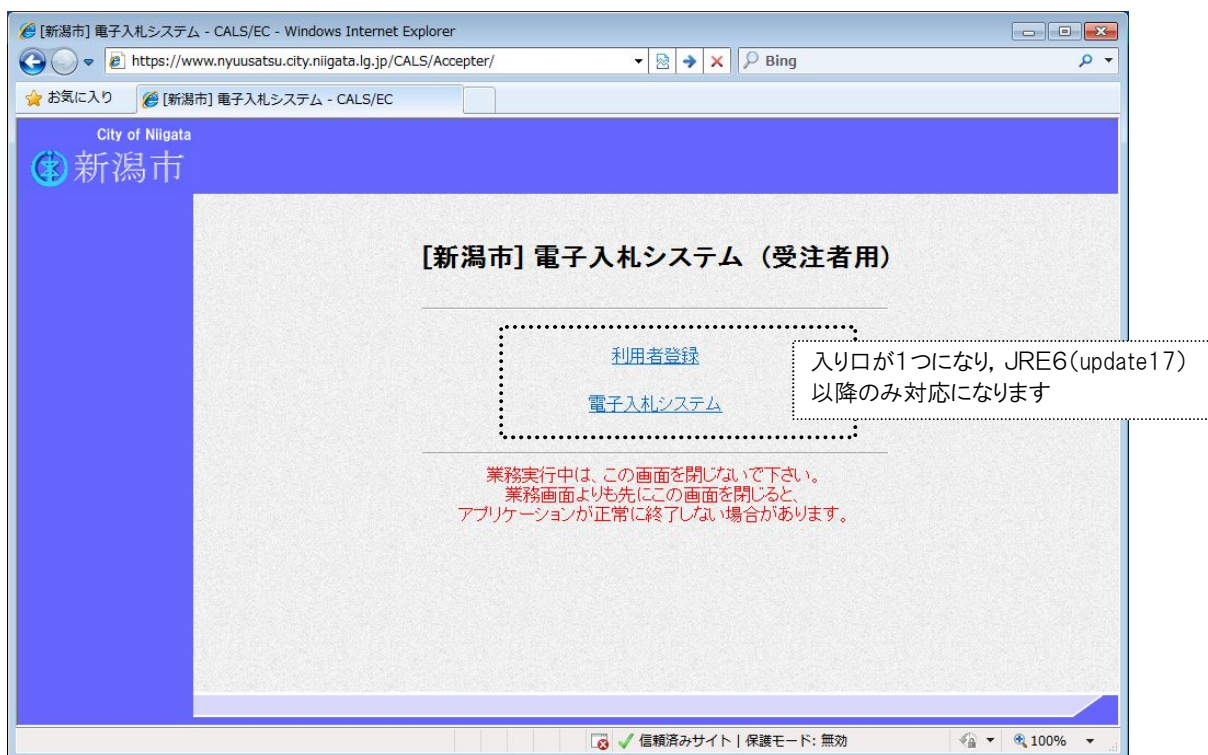 [新潟市] 電子入札システム - CALS/EC - Windows Internet Explorer
https://www.nyuusatsu.city.niigata.lg.jp/CALS/Accepter/
Bing
お気に入り
[新潟市] 電子入札システム - CALS/EC
City of Niigata
新潟市
[新潟市] 電子入札システム（受注者用）
利用者登録
電子入札システム
入り口が1つになり，JRE6(update17)
以降のみ対応になります
業務実行中は、この画面を閉じないで下さい。
業務画面よりも先にこの画面を閉じると、
アプリケーションが正常に終了しない場合があります。
信頼済みサイト | 保護モード: 無効
100%